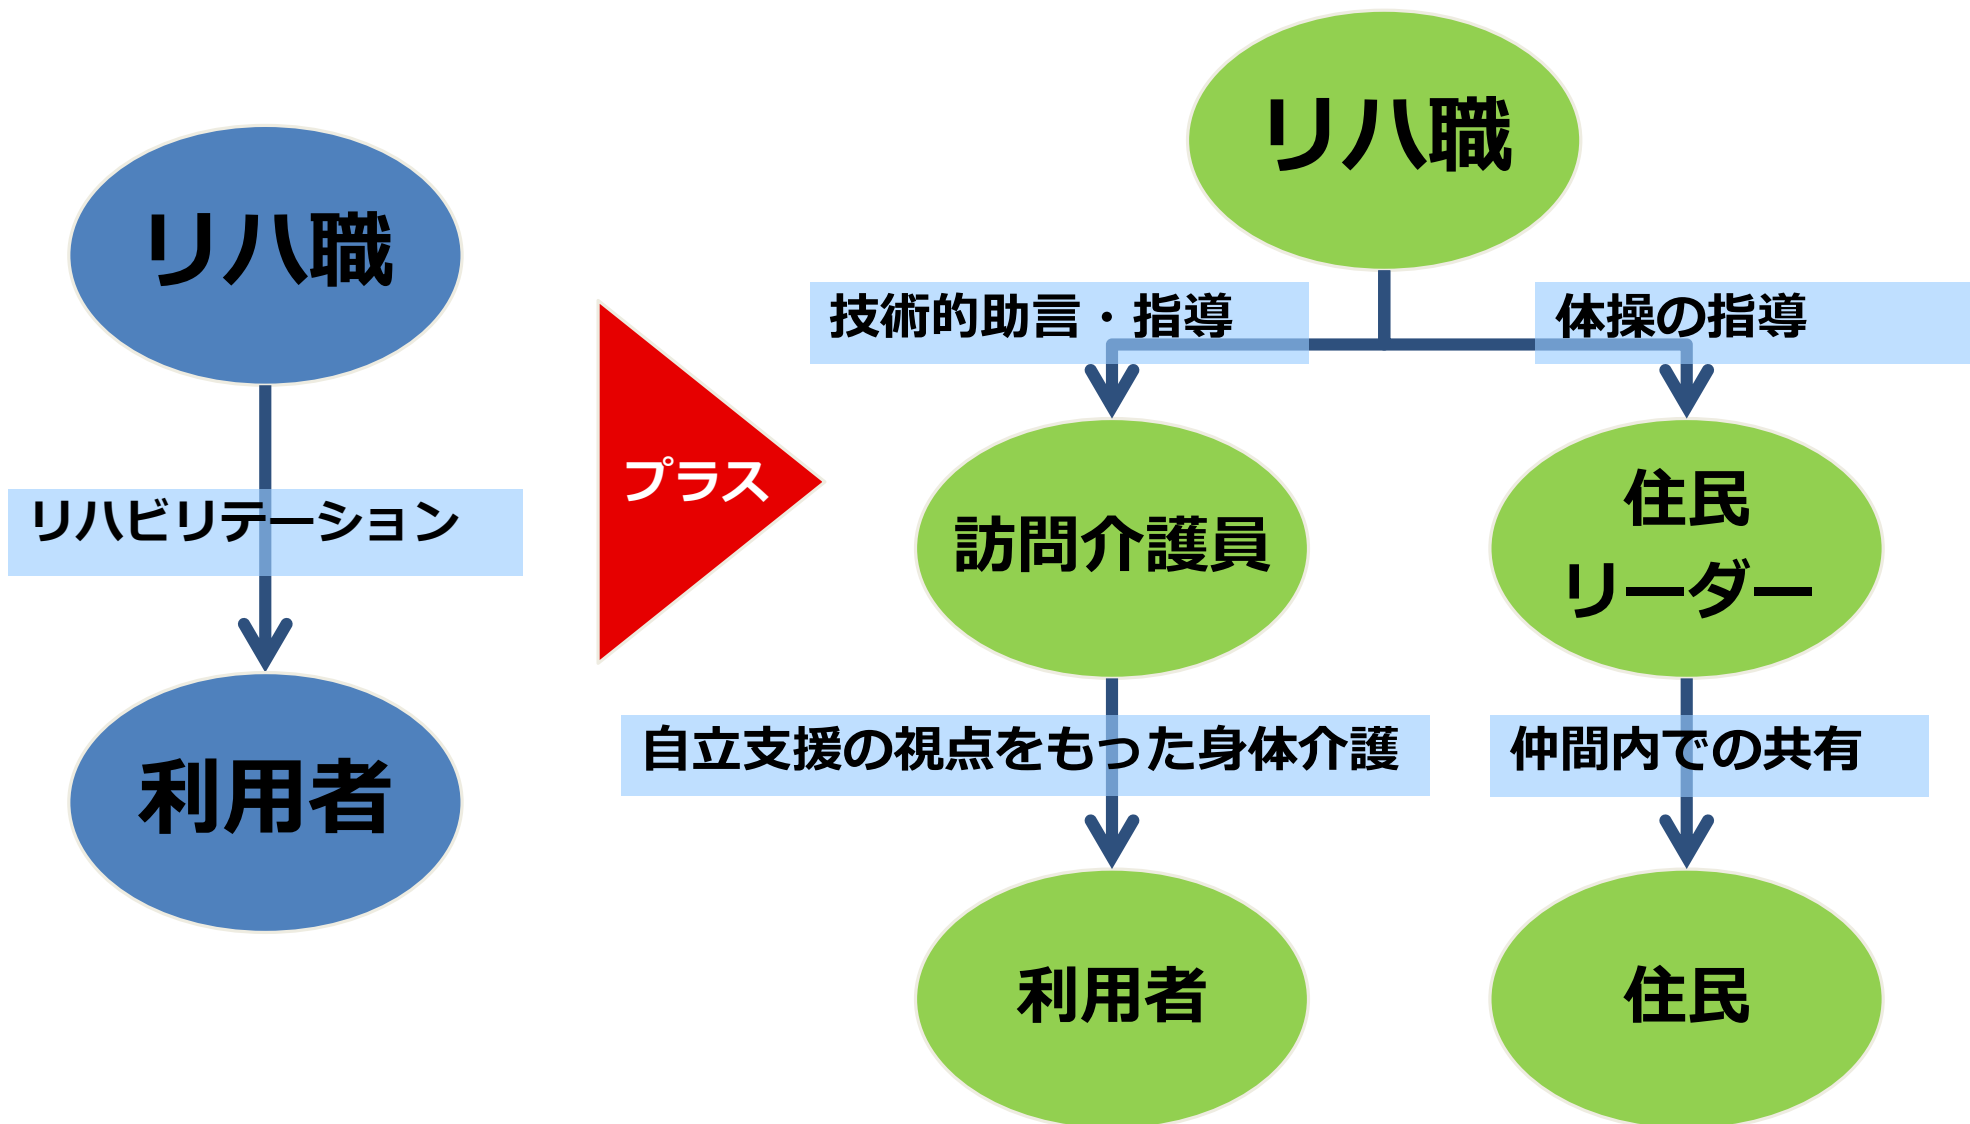 リハ職
リハビリテーション
利用者
プラス
リハ職
技術的助言・指導
体操の指導
訪問介護員
住民
リーダー
自立支援の視点をもった身体介護
仲間内での共有
利用者
住民